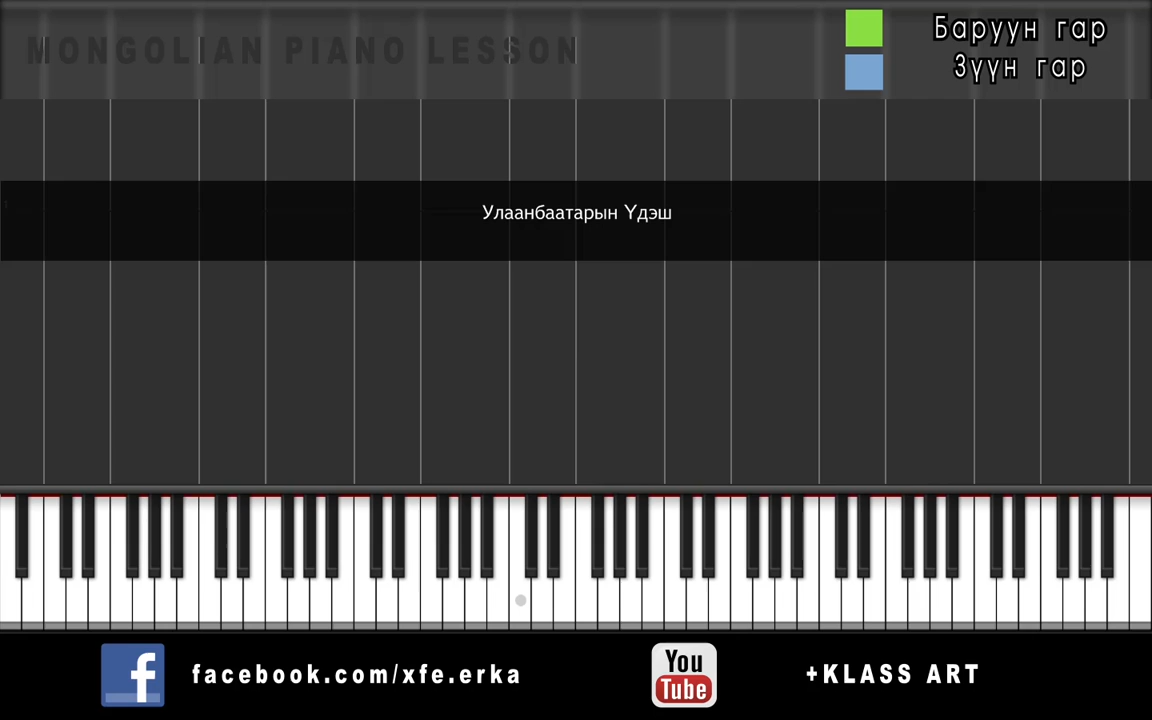 MONGOLIAN PIANO LESSON
Баруун гар
Зүүн гар
Улаанбаатарын Үдэш
f
facebook.com/xfe.erka
You
Tube
+KLASS ART